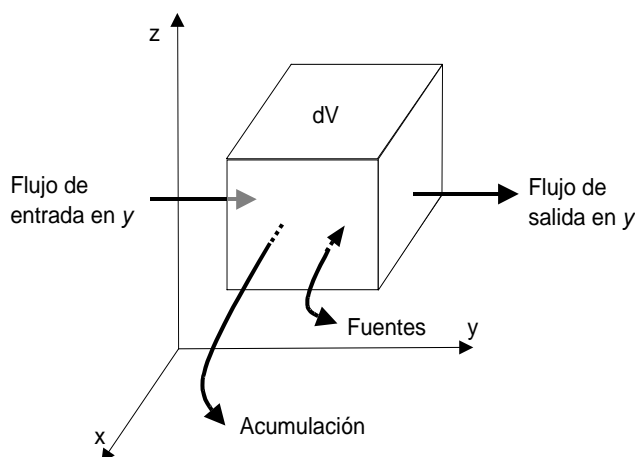 z
dV
Flujo de
entrada en y
Flujo de
salida en y
Fuentes
y
Acumulación
x